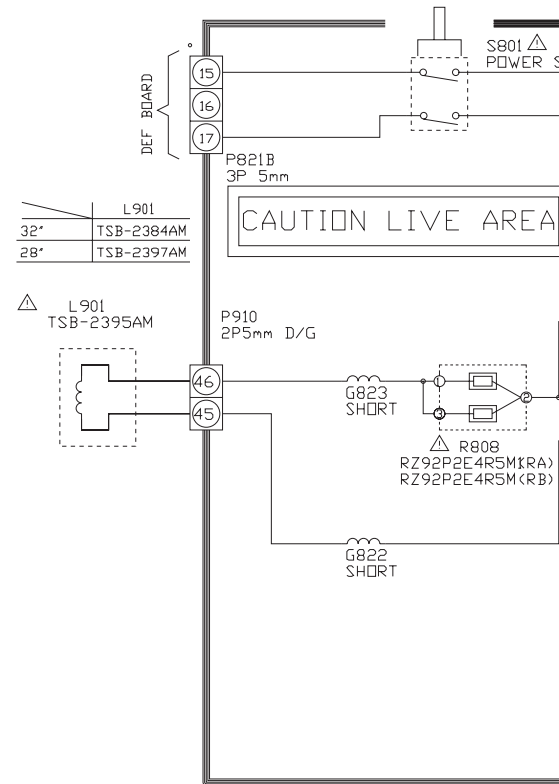 S801
POWER S
15
16
17
DEF BOARD
P821B
3P 5mm
CAUTION LIVE AREA
L901
32" TSB-2384AM
28" TSB-2397AM
L901
TSB-2395AM
P910
2P5mm D/G
46
45
G823
SHORT
1
2
3
R808
RZ92P2E4R5M(RA)
RZ92P2E4R5M(RB)
G822
SHORT